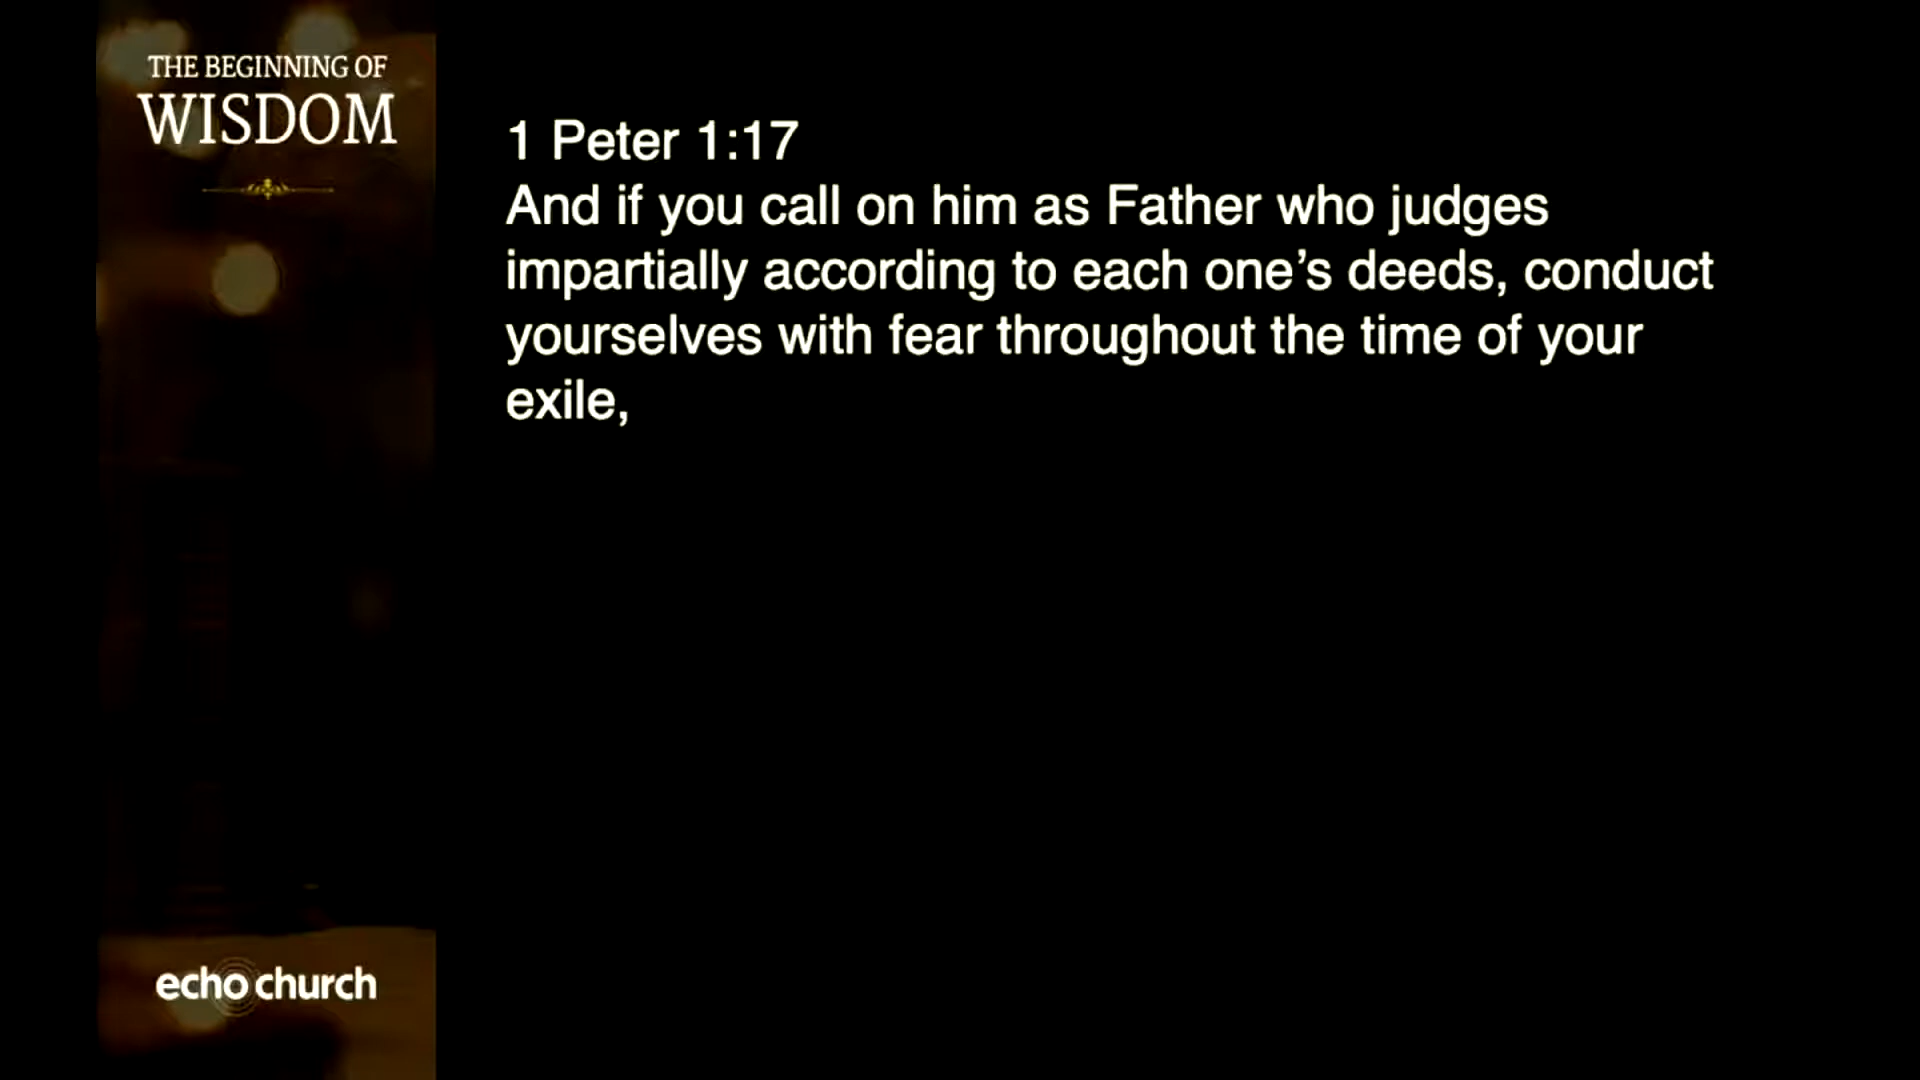 THE BEGINNING OF
WISDOM
1 Peter 1:17
And if you call on him as Father who judges
impartially according to each one’s deeds, conduct
yourselves with fear throughout the time of your
exile,
echo church